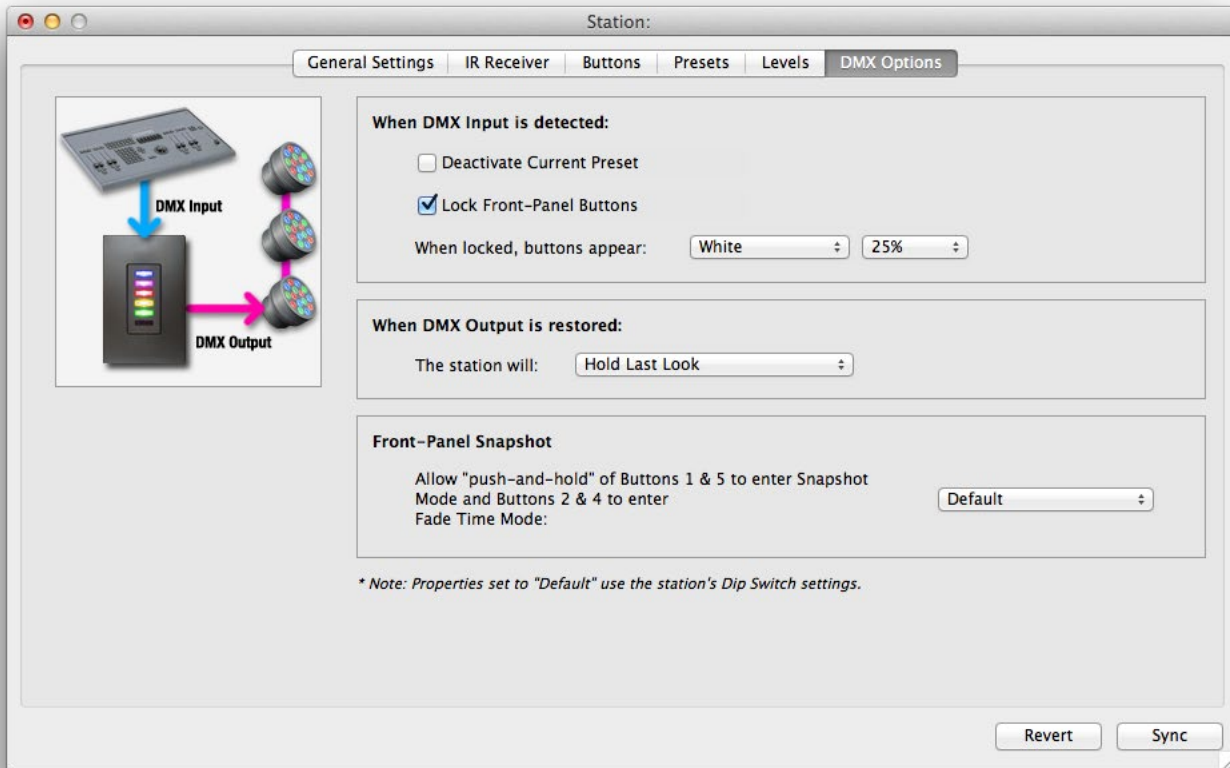 Station:
General Settings
IR Receiver
Buttons
Presets
Levels
DMX Options
DMX Input
DMX Output
When DMX Input is detected:
Deactivate Current Preset
Lock Front-Panel Buttons
When locked, buttons appear:
White
25%
When DMX Output is restored:
The station will:
Hold Last Look
Front-Panel Snapshot
Allow "push-and-hold" of Buttons 1 & 5 to enter Snapshot
Mode and Buttons 2 & 4 to enter
Fade Time Mode:
Default
* Note: Properties set to "Default" use the station's Dip Switch settings.
Revert
Sync